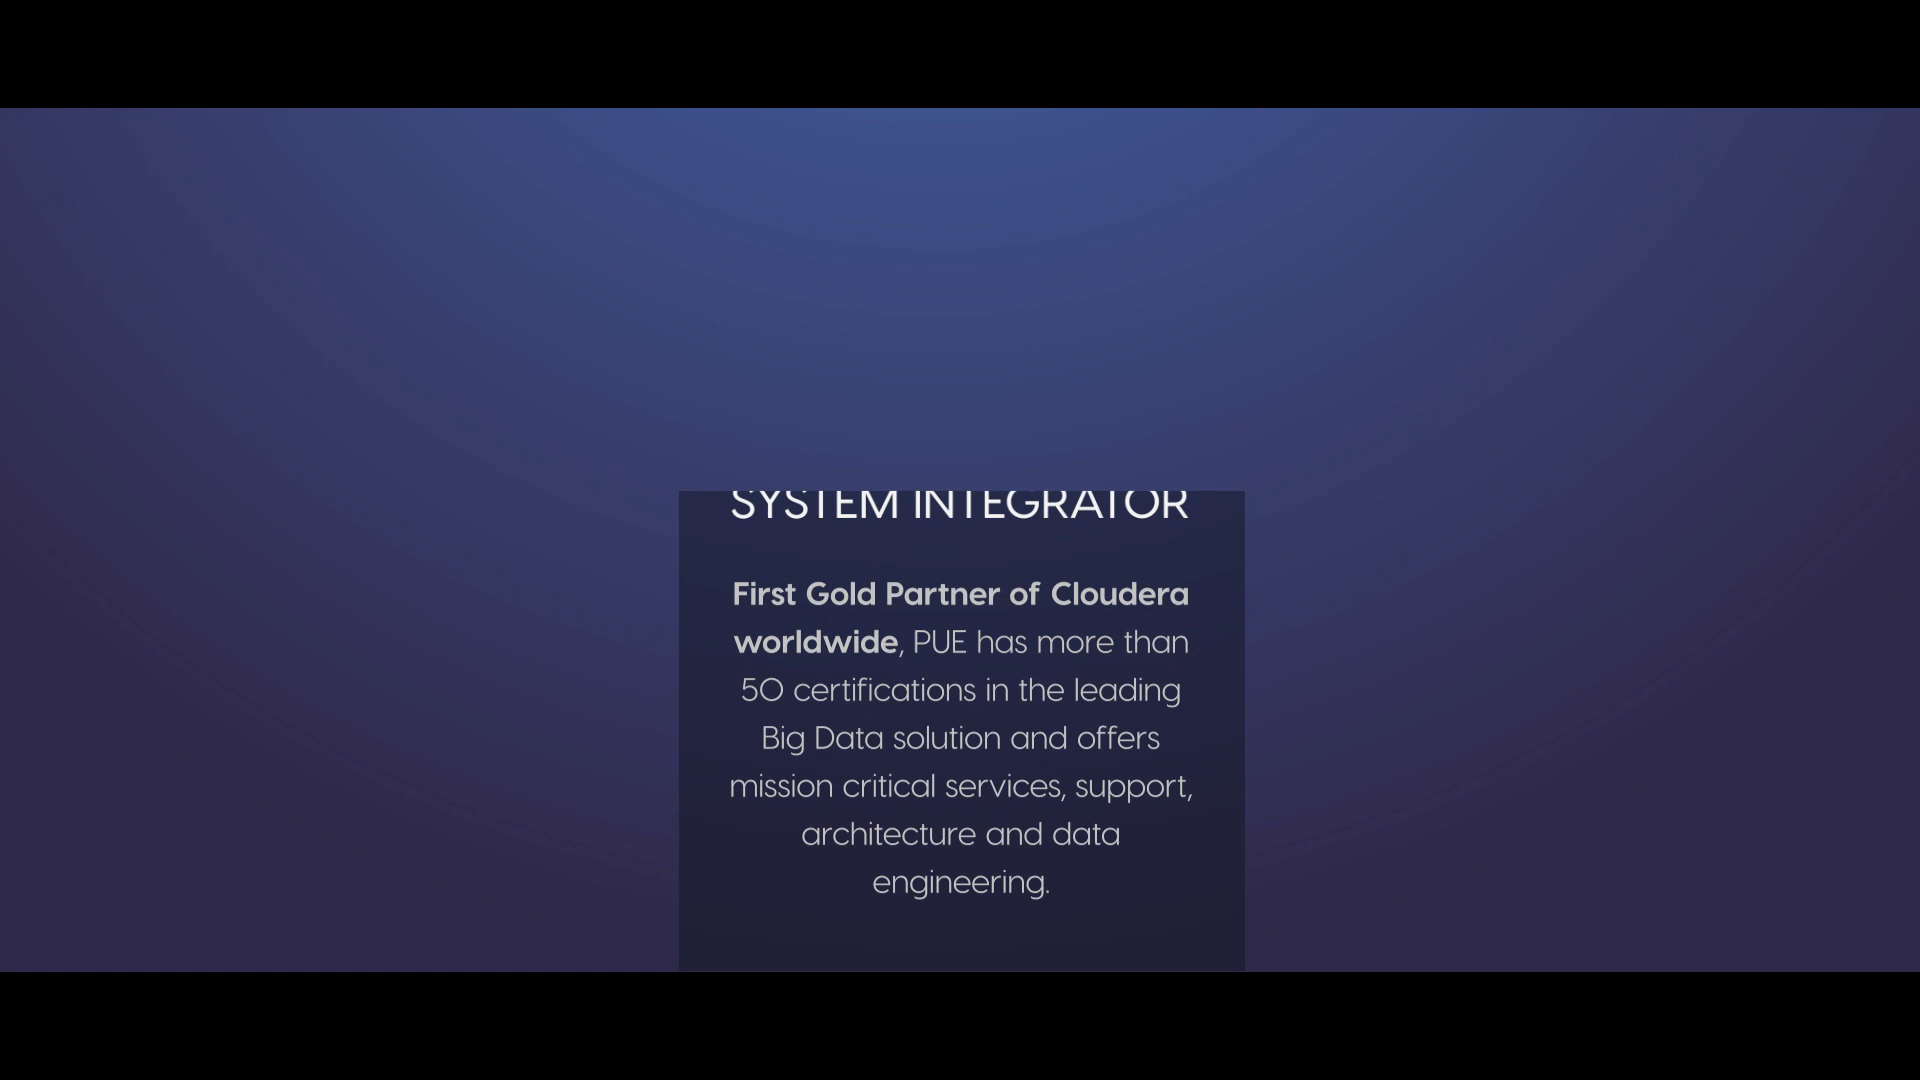 SYSTEM INTEGRATOR
First Gold Partner of Cloudera
worldwide, PUE has more than
50 certifications in the leading
Big Data solution and offers
mission critical services, support,
architecture and data
engineering.